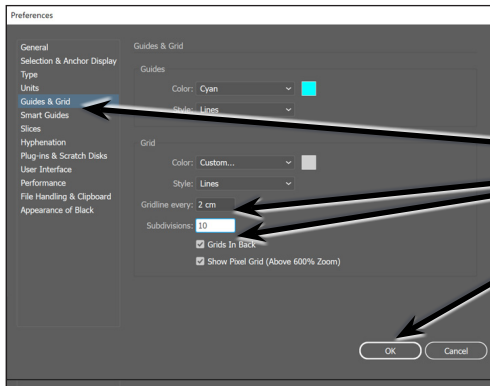 Preferences
General
Selection & Anchor Display
Type
Units
Guides & Grid
Smart Guides
Slices
Hyphenation
Plug-ins & Scratch Disks
User Interface
Performance
File Handling & Clipboard
Appearance of Black
Guides & Grid
Guides
Color: Cyan
Style: Lines
Grid
Color: Custom...
Style: Lines
Gridline every: 2 cm
Subdivisions: 10
Grids In Back
Show Pixel Grid (Above 600% Zoom)
OK
Cancel